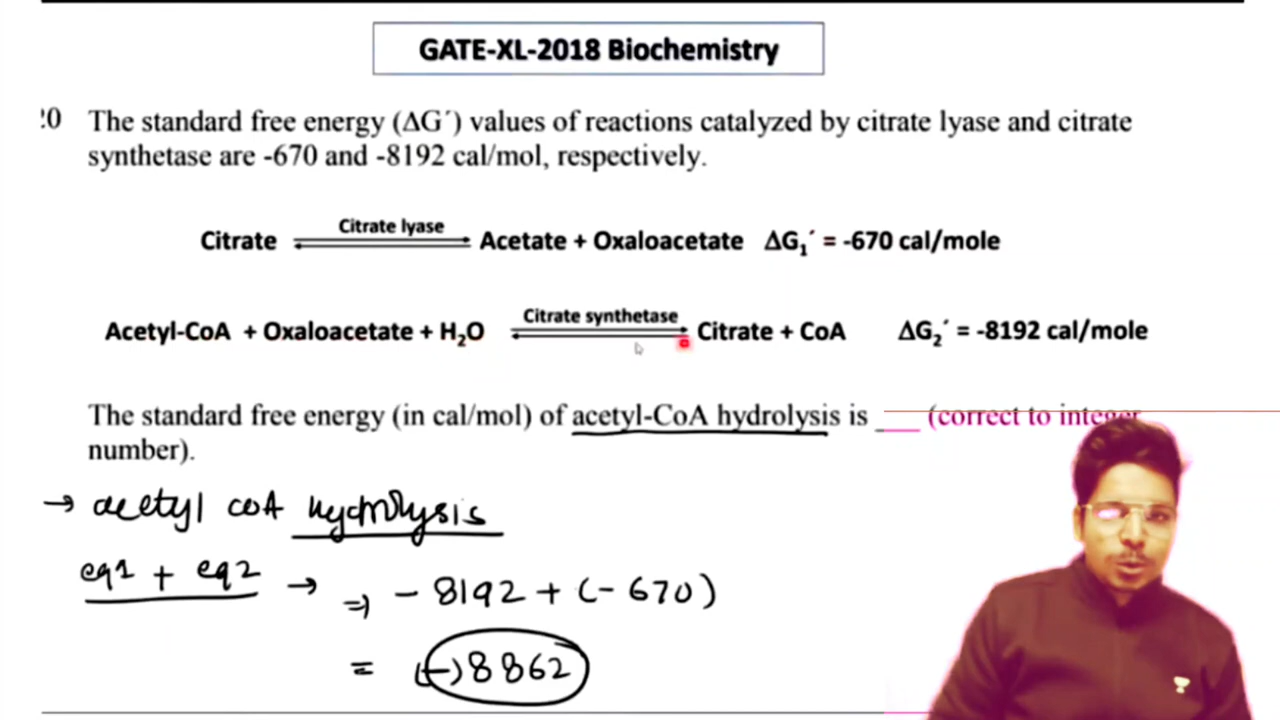 GATE-XL-2018 Biochemistry
!0 The standard free energy (ΔG´) values of reactions catalyzed by citrate lyase and citrate
synthetase are -670 and -8192 cal/mol, respectively.
Citrate lyase
Citrate Acetate + Oxaloacetate ΔG₁´ = -670 cal/mole
Citrate synthetase
Acetyl-CoA + Oxaloacetate + H₂O Citrate + CoA ΔG₂´ = -8192 cal/mole
The standard free energy (in cal/mol) of acetyl-CoA hydrolysis is ___ (correct to integer
number).
→ acetyl coA hydrolysis
eq1 + eq2 → ⇒ - 8192 + (- 670)
= (-) 8862